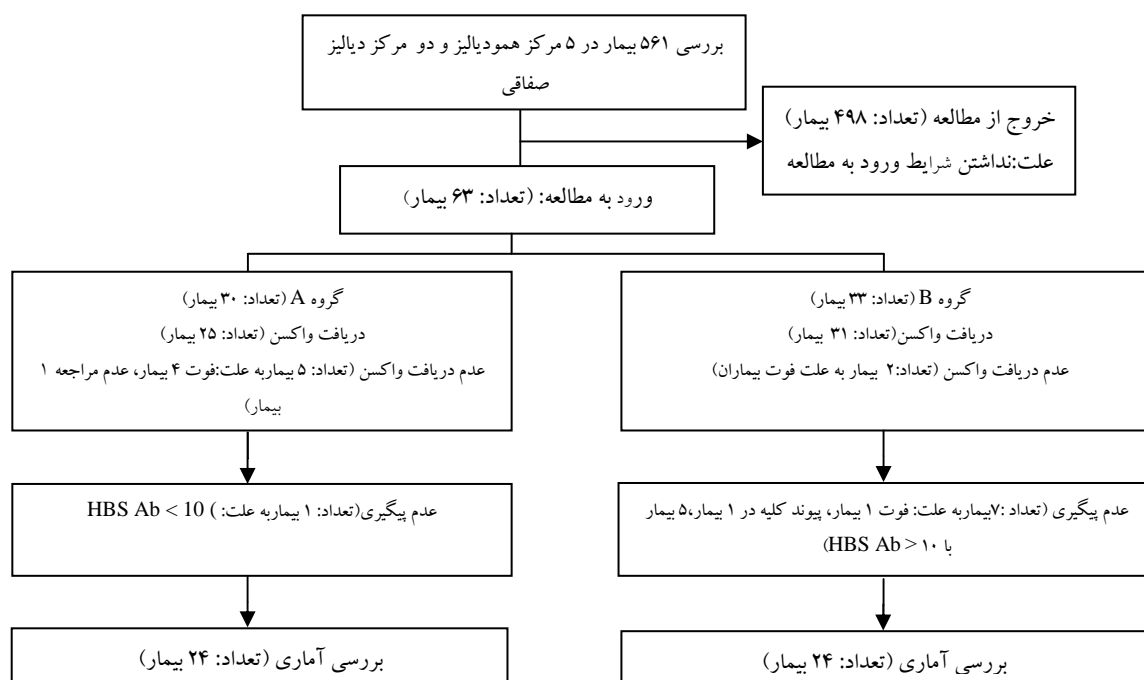 بررسی ۵۶۱ بیمار در ۵ مرکز همودیالیز و دو مرکز دیالیز
صفاقی
خروج از مطالعه (تعداد: ۴۹۸ بیمار)
علت:نداشتن شرایط ورود به مطالعه
ورود به مطالعه: (تعداد: ۶۳ بیمار)
گروه B (تعداد: ۳۳ بیمار)
دریافت واکسن(تعداد: ۳۱ بیمار)
عدم دریافت واکسن (تعداد:۲ بیمار به علت فوت بیماران)
گروه A (تعداد: ۳۰ بیمار)
دریافت واکسن (تعداد: ۲۵ بیمار)
عدم دریافت واکسن (تعداد: ۵ بیماربه علت:فوت ۴ بیمار، عدم مراجعه ۱
بیمار)
عدم پیگیری (تعداد :۷بیماربه علت: فوت ۱ بیمار، پیوند کلیه در ۱ بیمار،۵ بیمار
با HBS Ab > ۱۰)
عدم پیگیری(تعداد: ۱ بیماربه علت: ) HBS Ab < 10
بررسی آماری (تعداد: ۲۴ بیمار)
بررسی آماری (تعداد: ۲۴ بیمار)